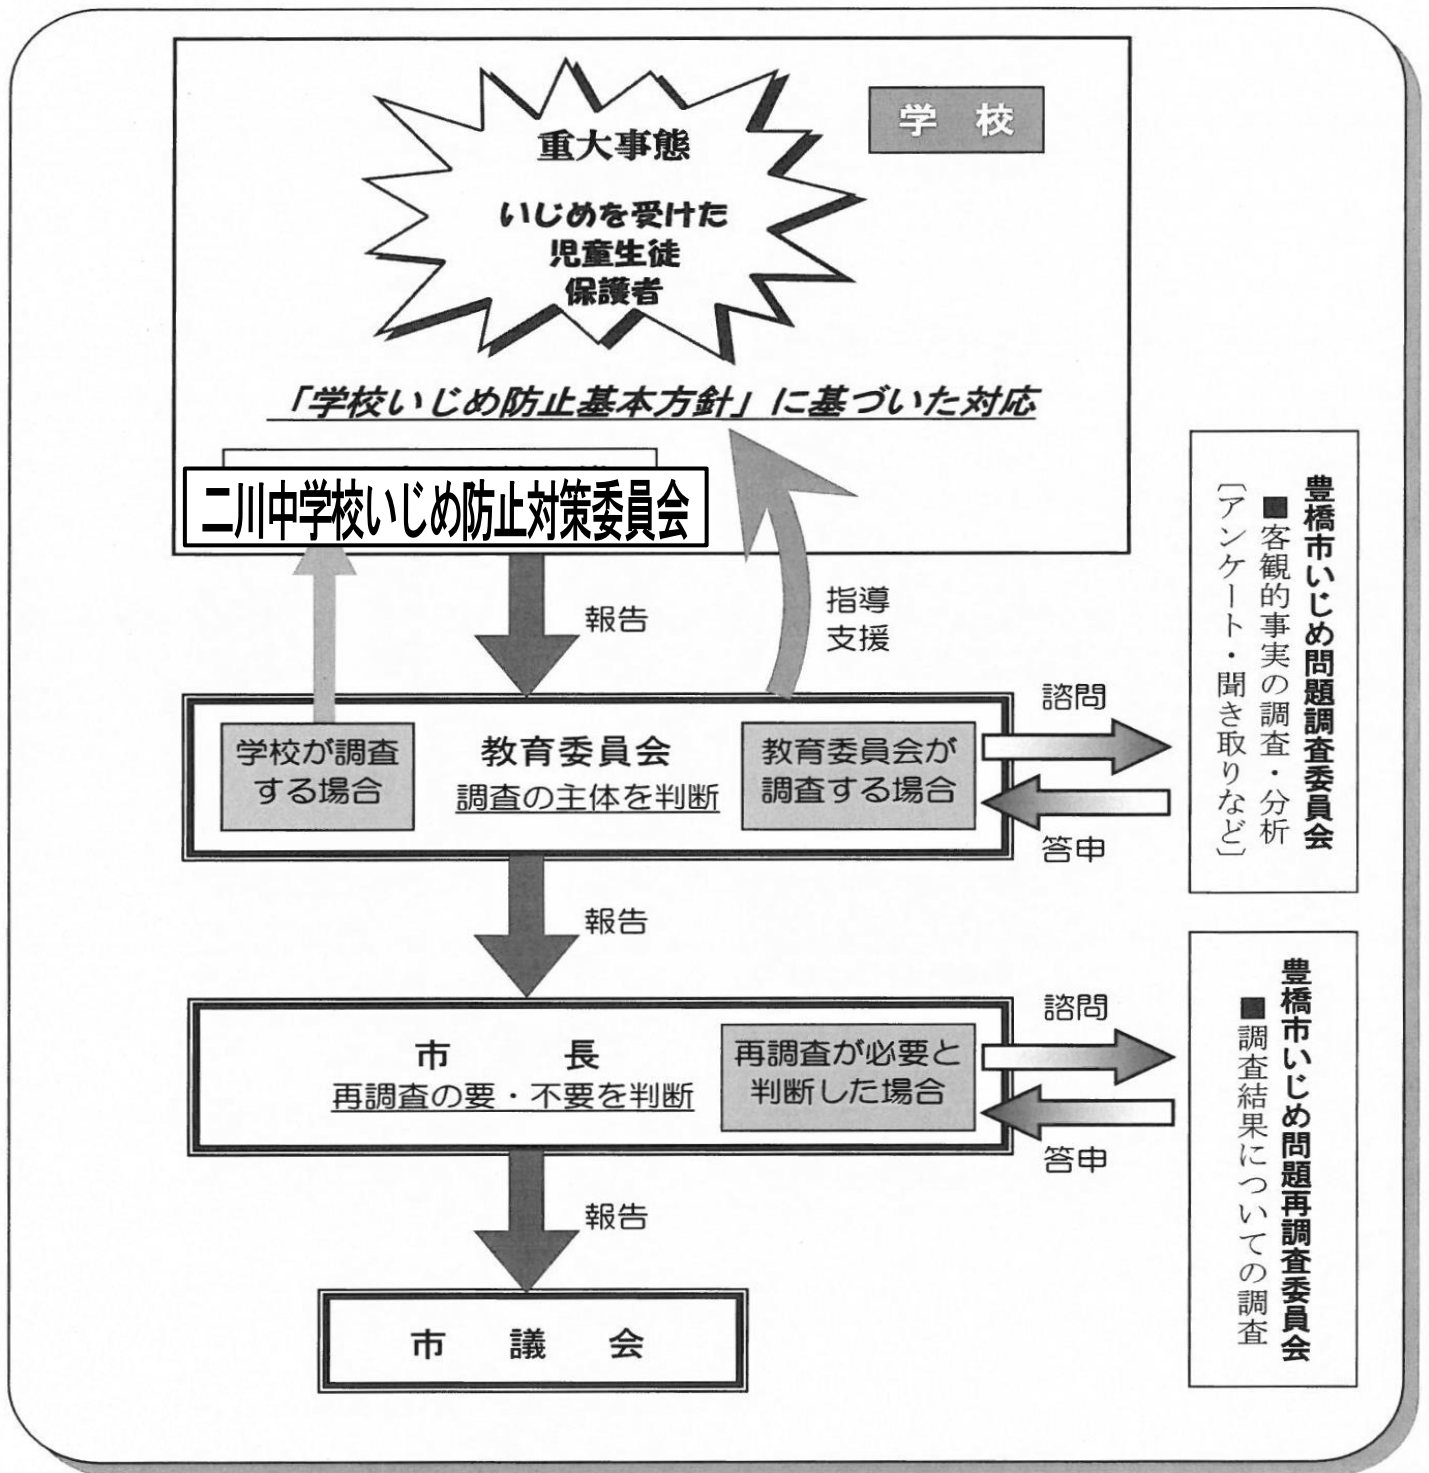 学 校
重大事態
いじめを受けた
児童生徒
保護者
「学校いじめ防止基本方針」に基づいた対応
二川中学校いじめ防止対策委員会
報告
指導
支援
学校が調査
する場合
教育委員会
調査の主体を判断
教育委員会が
調査する場合
諮問
答申
豊橋市いじめ問題調査委員会
■客観的事実の調査・分析
〔アンケート・聞き取りなど〕
報告
市 長
再調査の要・不要を判断
再調査が必要と
判断した場合
諮問
答申
豊橋市いじめ問題再調査委員会
■調査結果についての調査
報告
市 議 会